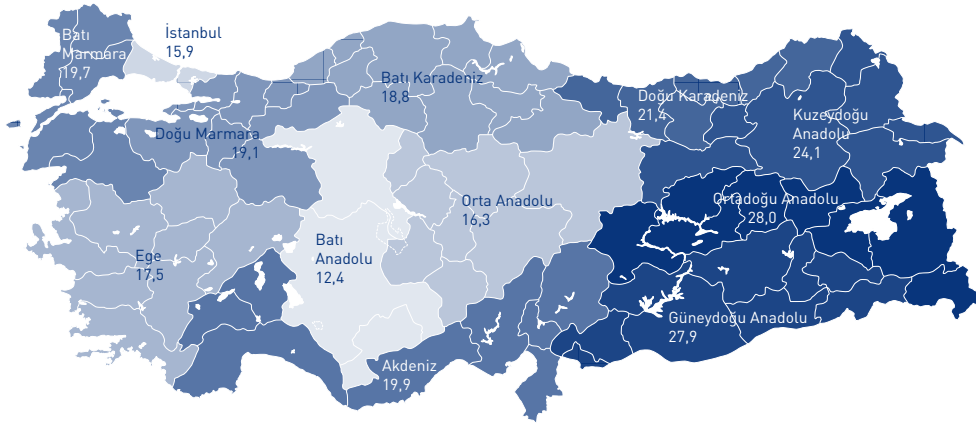 Batı
Marmara
19,7
İstanbul
15,9
Batı Karadeniz
18,8
Doğu Karadeniz
21,4
Kuzeydoğu
Anadolu
24,1
Doğu Marmara
19,1
Orta Anadolu
16,3
Ortadoğu Anadolu
28,0
Batı
Anadolu
12,4
Ege
17,5
Güneydoğu Anadolu
27,9
Akdeniz
19,9